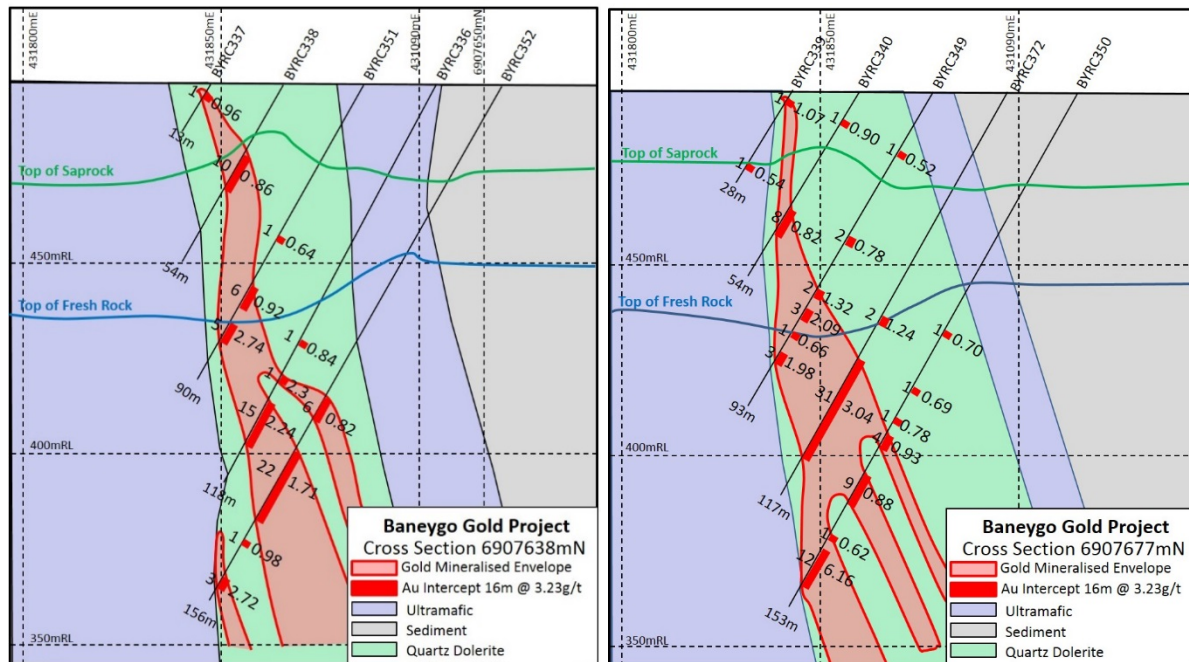 431800mE
431850mE
BYRC337
BYRC338
BYRC351
431090mE
BYRC336
6907650mN
BYRC352
1 0.96
13m
Top of Saprock
10 0.86
1 0.64
54m
450mRL
Top of Fresh Rock
6 0.92
5 2.74
1 0.84
90m
1 2.3
6 0.82
15 2.24
400mRL
22 1.71
118m
1 0.98
3 2.72
156m
350mRL
Baneygo Gold Project
Cross Section 6907638mN
Gold Mineralised Envelope
Au Intercept 16m @ 3.23g/t
Ultramafic
Sediment
Quartz Dolerite
431800mE
BYRC339
431850mE
BYRC340
BYRC349
BYRC372
431090mE
BYRC350
1 1.07
1 0.90
1 0.52
Top of Saprock
1 0.54
28m
8 0.82
2 0.78
54m
450mRL
Top of Fresh Rock
2 1.32
3 2.09
1 0.66
3 1.98
2 1.24
1 0.70
93m
31 3.04
1 0.69
1 0.78
4 0.93
400mRL
117m
9 0.88
1 0.62
12 6.16
153m
350mRL
Baneygo Gold Project
Cross Section 6907677mN
Gold Mineralised Envelope
Au Intercept 16m @ 3.23g/t
Ultramafic
Sediment
Quartz Dolerite